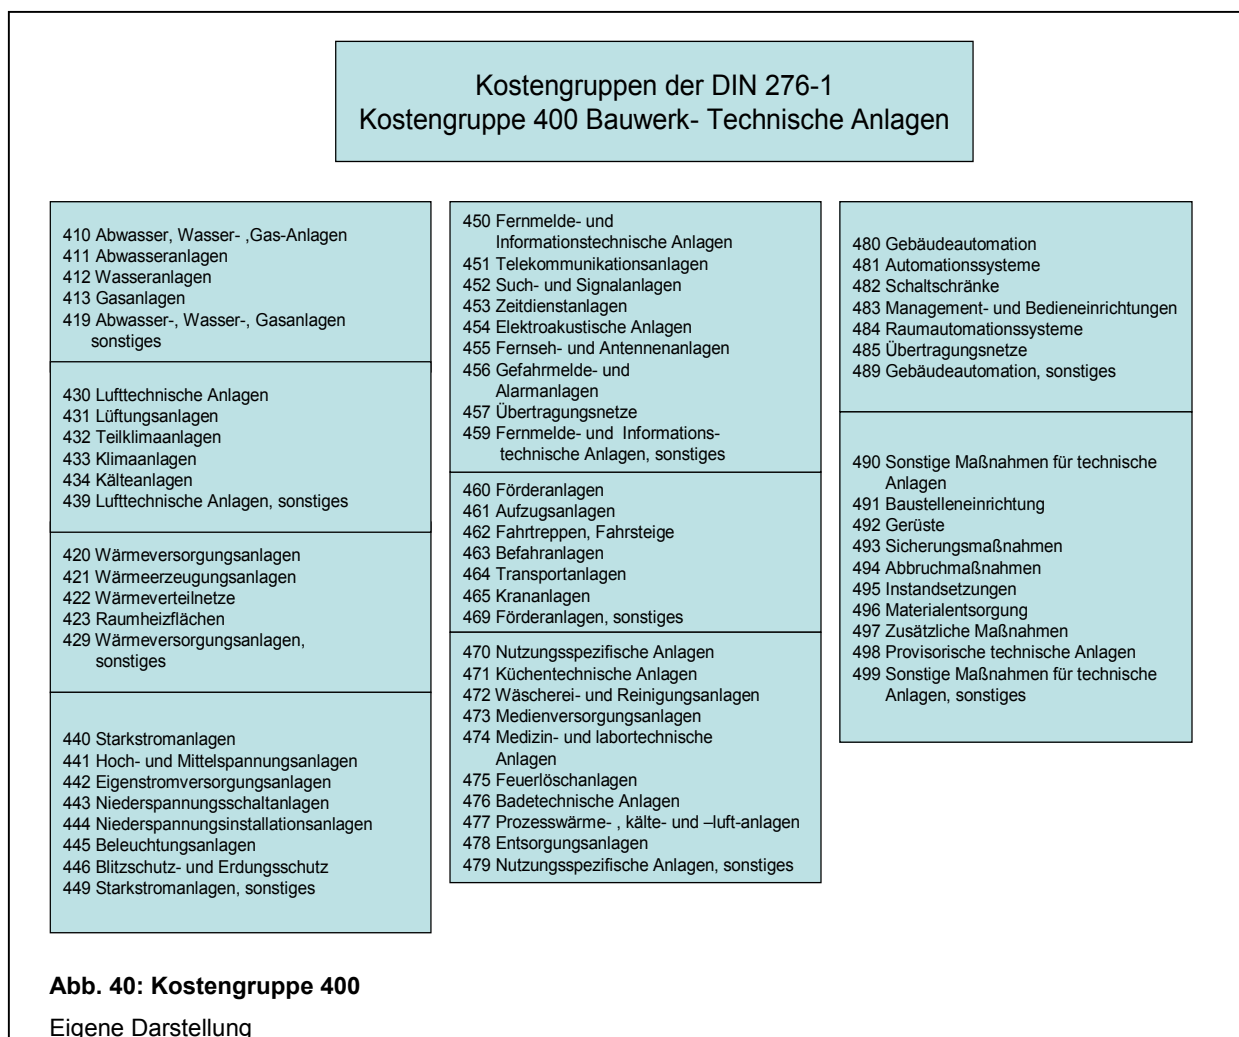 Kostengruppen der DIN 276-1
Kostengruppe 400 Bauwerk- Technische Anlagen
410 Abwasser, Wasser- ,Gas-Anlagen
411 Abwasseranlagen
412 Wasseranlagen
413 Gasanlagen
419 Abwasser-, Wasser-, Gasanlagen
sonstiges
430 Lufttechnische Anlagen
431 Lüftungsanlagen
432 Teilklimaanlagen
433 Klimaanlagen
434 Kälteanlagen
439 Lufttechnische Anlagen, sonstiges
420 Wärmeversorgungsanlagen
421 Wärmeerzeugungsanlagen
422 Wärmeverteilnetze
423 Raumheizflächen
429 Wärmeversorgungsanlagen,
sonstiges
440 Starkstromanlagen
441 Hoch- und Mittelspannungsanlagen
442 Eigenstromversorgungsanlagen
443 Niederspannungsschaltanlagen
444 Niederspannungsinstallationsanlagen
445 Beleuchtungsanlagen
446 Blitzschutz- und Erdungsschutz
449 Starkstromanlagen, sonstiges
450 Fernmelde- und
Informationstechnische Anlagen
451 Telekommunikationsanlagen
452 Such- und Signalanlagen
453 Zeitdienstanlagen
454 Elektroakustische Anlagen
455 Fernseh- und Antennenanlagen
456 Gefahrmelde- und
Alarmanlagen
457 Übertragungsnetze
459 Fernmelde- und Informations-
technische Anlagen, sonstiges
460 Förderanlagen
461 Aufzugsanlagen
462 Fahrtreppen, Fahrsteige
463 Befahranlagen
464 Transportanlagen
465 Krananlagen
469 Förderanlagen, sonstiges
470 Nutzungsspezifische Anlagen
471 Küchentechnische Anlagen
472 Wäscherei- und Reinigungsanlagen
473 Medienversorgungsanlagen
474 Medizin- und labortechnische
Anlagen
475 Feuerlöschanlagen
476 Badetechnische Anlagen
477 Prozesswärme- , kälte- und –luft-anlagen
478 Entsorgungsanlagen
479 Nutzungsspezifische Anlagen, sonstiges
480 Gebäudeautomation
481 Automationssysteme
482 Schaltschränke
483 Management- und Bedieneinrichtungen
484 Raumautomationssysteme
485 Übertragungsnetze
489 Gebäudeautomation, sonstiges
490 Sonstige Maßnahmen für technische
Anlagen
491 Baustelleneinrichtung
492 Gerüste
493 Sicherungsmaßnahmen
494 Abbruchmaßnahmen
495 Instandsetzungen
496 Materialentsorgung
497 Zusätzliche Maßnahmen
498 Provisorische technische Anlagen
499 Sonstige Maßnahmen für technische
Anlagen, sonstiges
Abb. 40: Kostengruppe 400
Eigene Darstellung